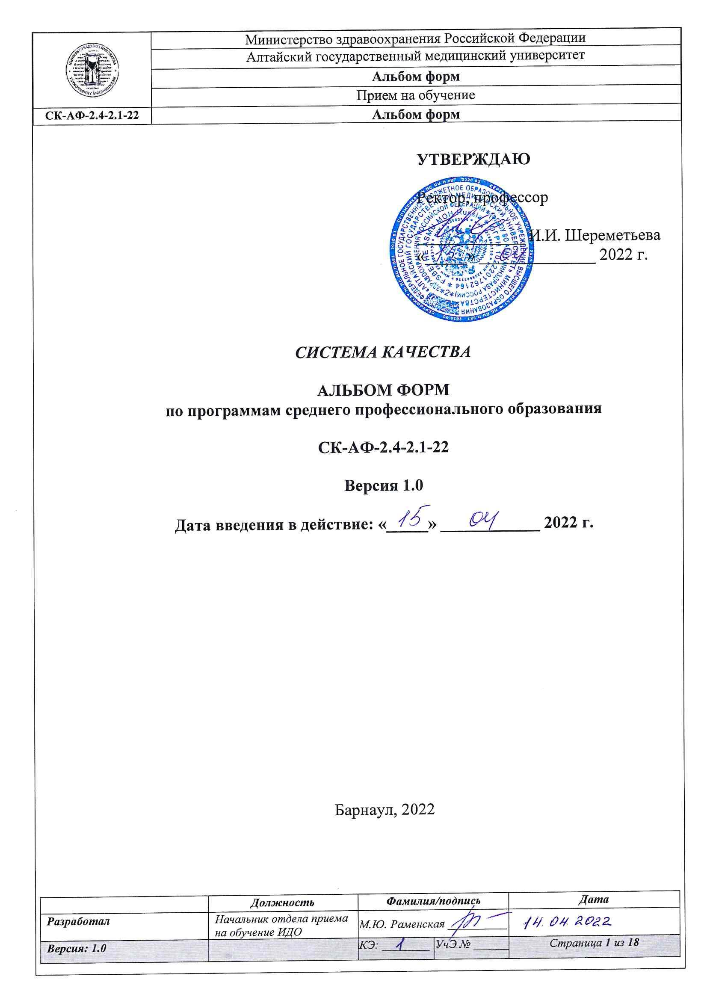 Министерство здравоохранения Российской Федерации
Алтайский государственный медицинский университет
Альбом форм
Прием на обучение
СК-АФ-2.4-2.1-22
Альбом форм
УТВЕРЖДАЮ
Ректор, профессор
И.И. Шереметьева
«15» 04 2022 г.
СИСТЕМА КАЧЕСТВА
АЛЬБОМ ФОРМ
по программам среднего профессионального образования
СК-АФ-2.4-2.1-22
Версия 1.0
Дата введения в действие: «15» 04 2022 г.
Барнаул, 2022
Должность Фамилия/подпись Дата
Разработал Начальник отдела приема на обучение ИДО М.Ю. Раменская 14.04.2022
Версия: 1.0 КЭ: 1 УчЭ № Страница 1 из 18